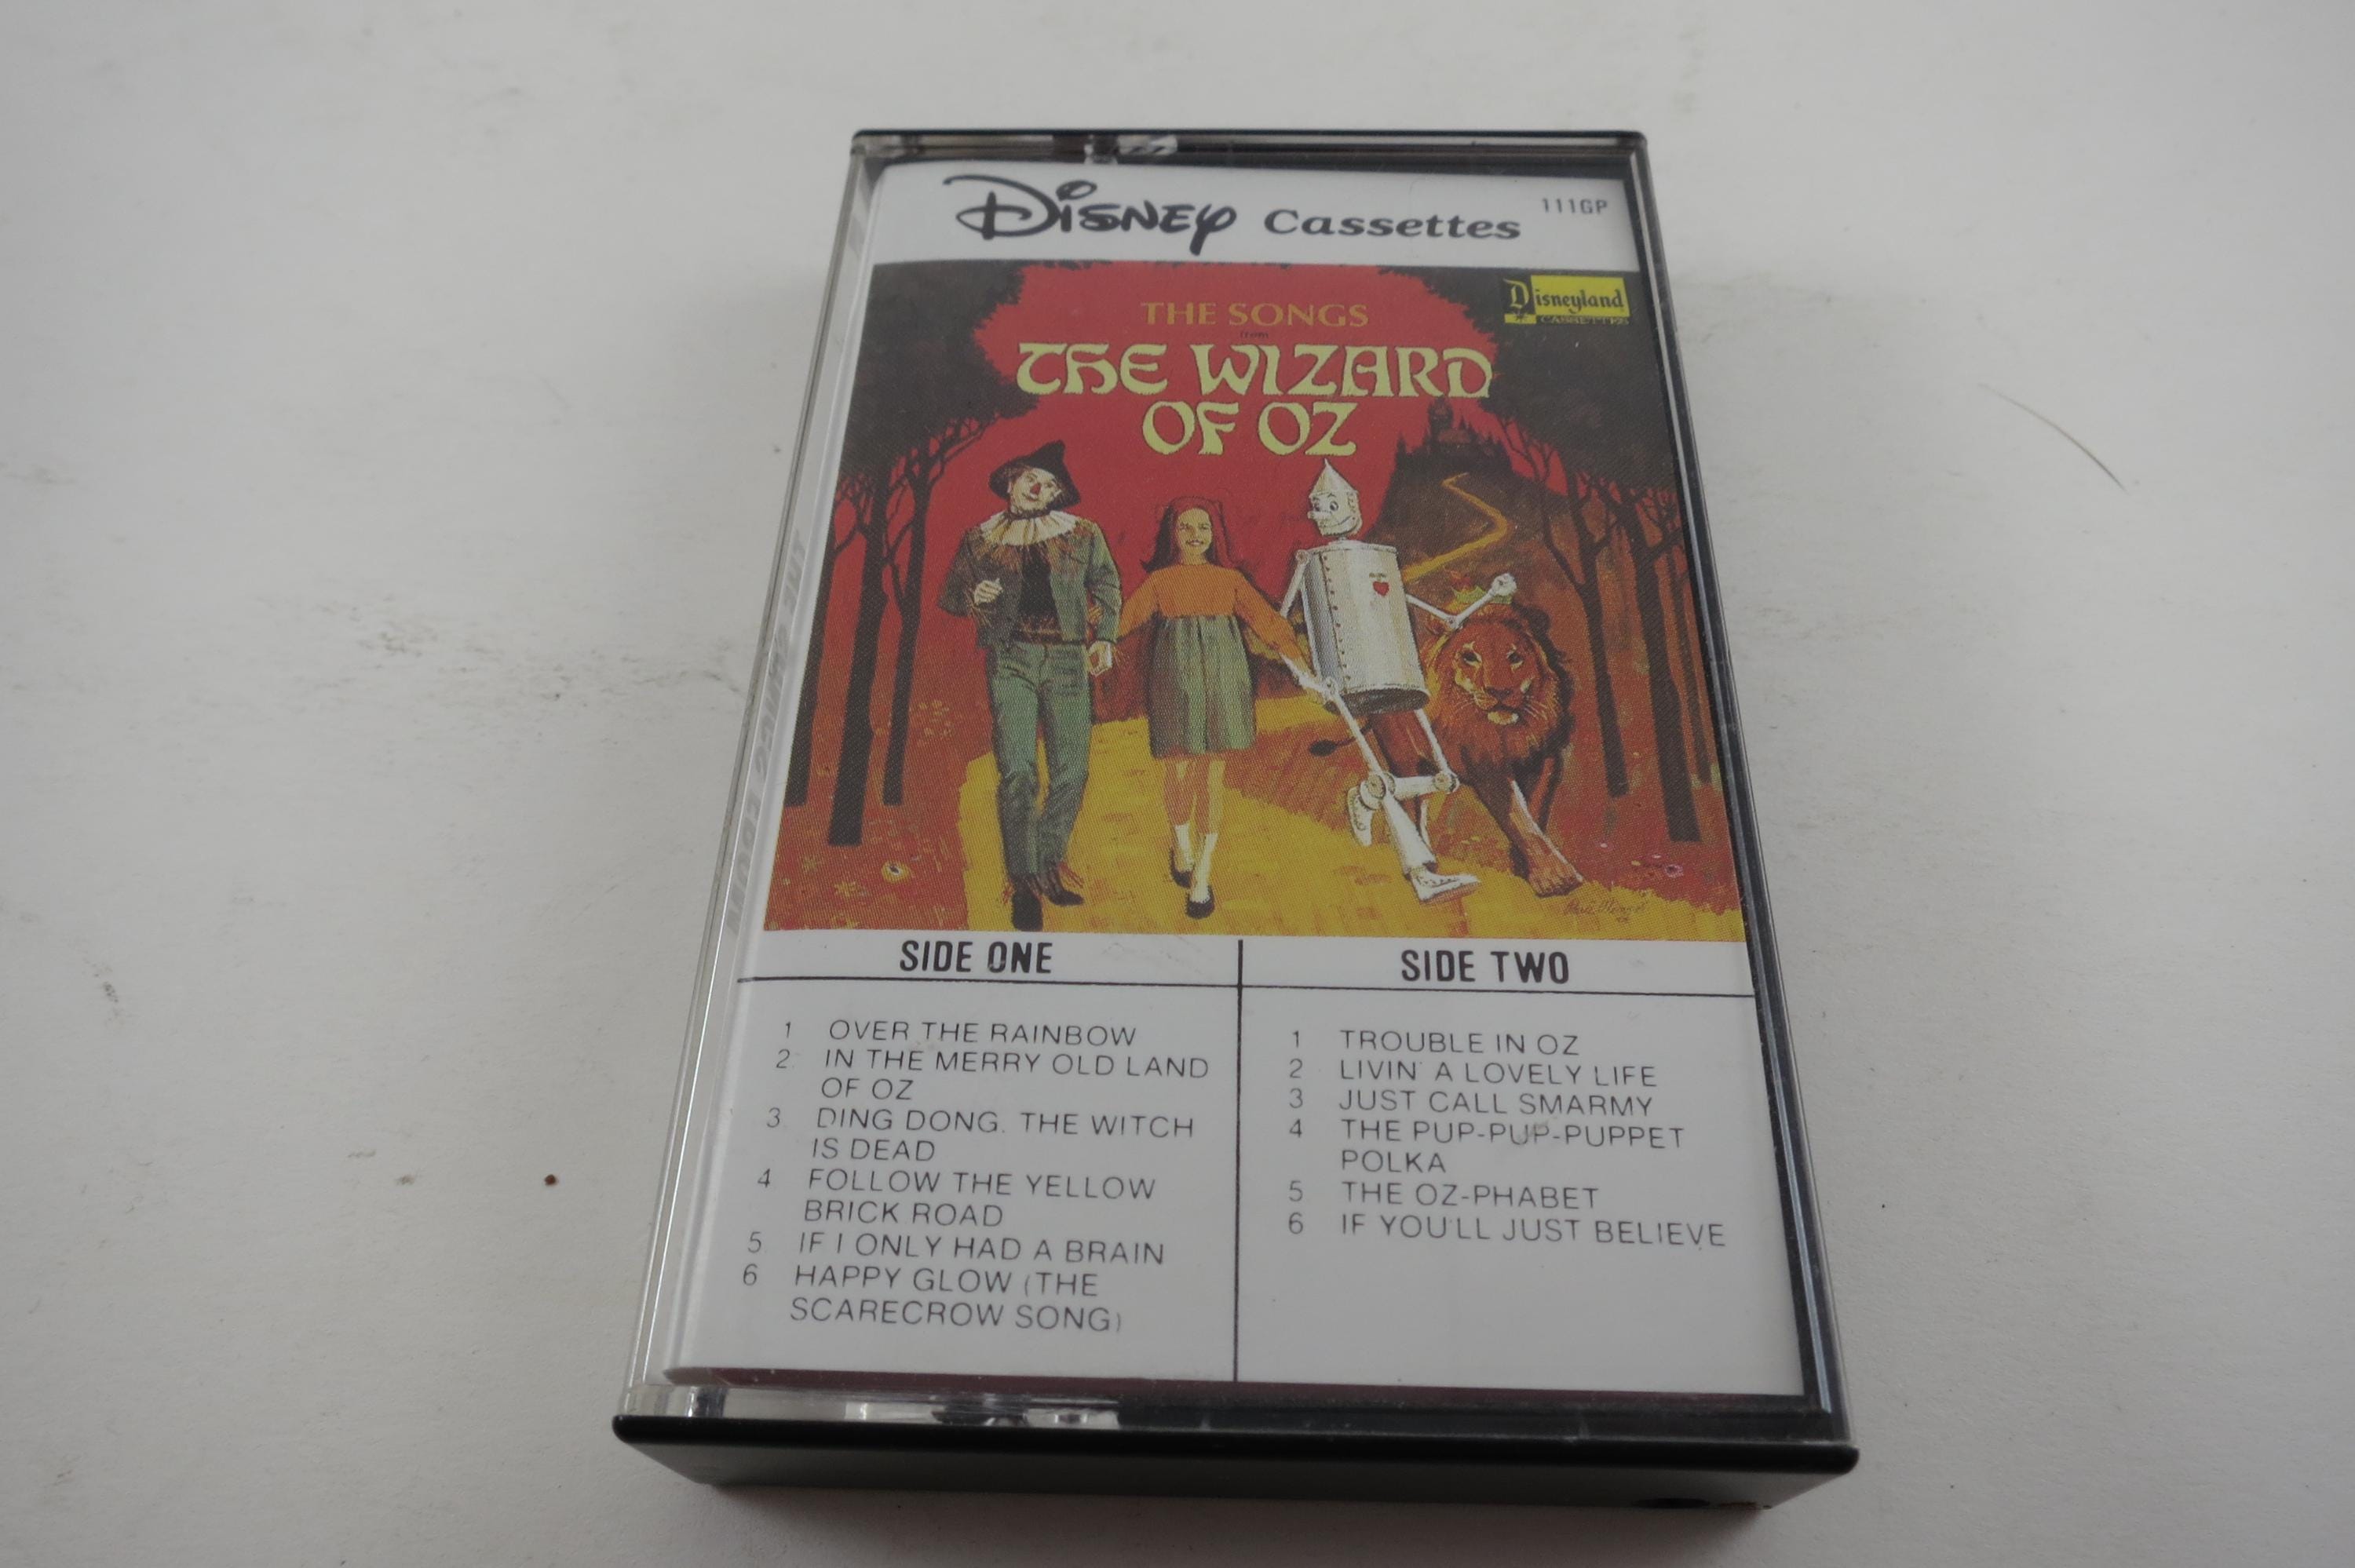 Disney Cassettes
111GP
Disneyland
CASSETTES
THE SONGS
from
THE WIZARD
OF OZ
SIDE ONE
1 OVER THE RAINBOW
2 IN THE MERRY OLD LAND
OF OZ
3 DING DONG, THE WITCH
IS DEAD
4 FOLLOW THE YELLOW
BRICK ROAD
5 IF I ONLY HAD A BRAIN
6 HAPPY GLOW (THE
SCARECROW SONG)
SIDE TWO
1 TROUBLE IN OZ
2 LIVIN' A LOVELY LIFE
3 JUST CALL SMARMY
4 THE PUP-PUP-PUPPET
POLKA
5 THE OZ-PHABET
6 IF YOU'LL JUST BELIEVE